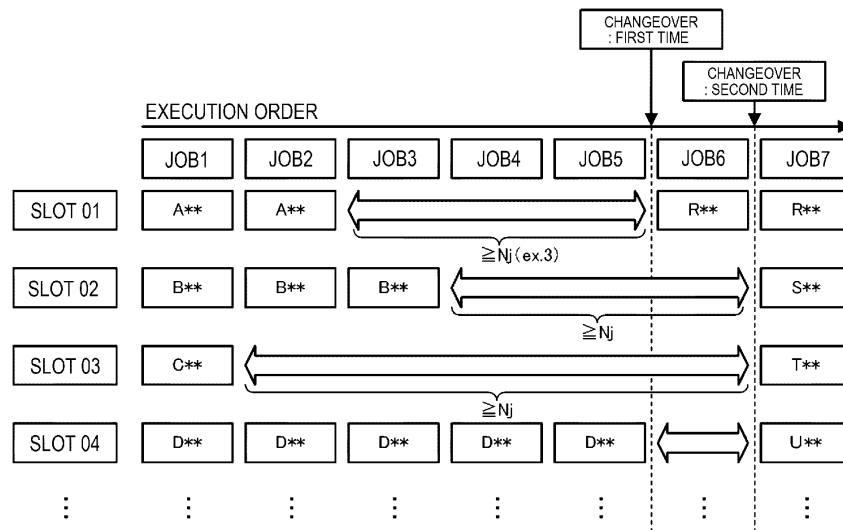 CHANGEOVER
: FIRST TIME
CHANGEOVER
: SECOND TIME
EXECUTION ORDER
JOB1 JOB2 JOB3 JOB4 JOB5 JOB6 JOB7
SLOT 01 A** A** R** R**
≧Nj(ex.3)
SLOT 02 B** B** B** S**
≧Nj
SLOT 03 C** T**
≧Nj
SLOT 04 D** D** D** D** D** U**
⋮ ⋮ ⋮ ⋮ ⋮ ⋮ ⋮ ⋮